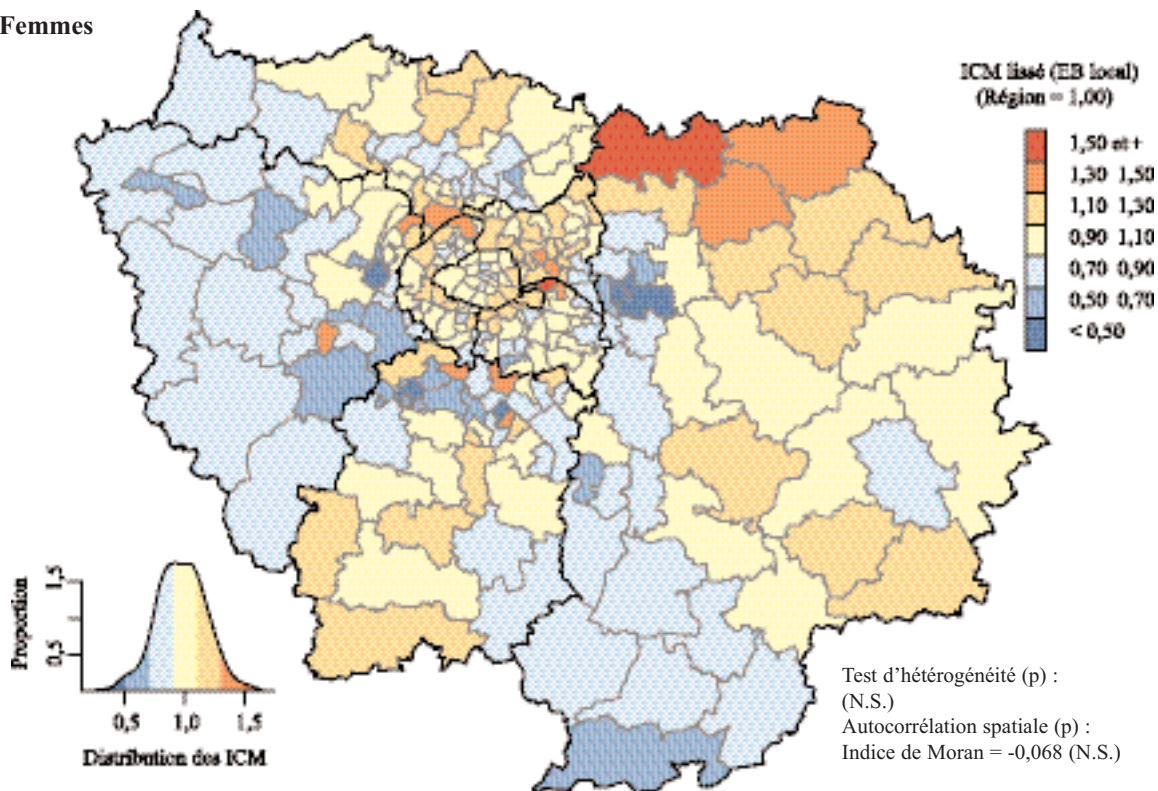 Femmes
ICM lissé (EB local)
(Région = 1,00)
1,50 et +
1,30 1,50
1,10 1,30
0,90 1,10
0,70 0,90
0,50 0,70
< 0,50
Proportion
1,5
0,5
0,5 1,0 1,5
Distribution des ICM
Test d’hétérogénéité (p) :
(N.S.)
Autocorrélation spatiale (p) :
Indice de Moran = -0,068 (N.S.)